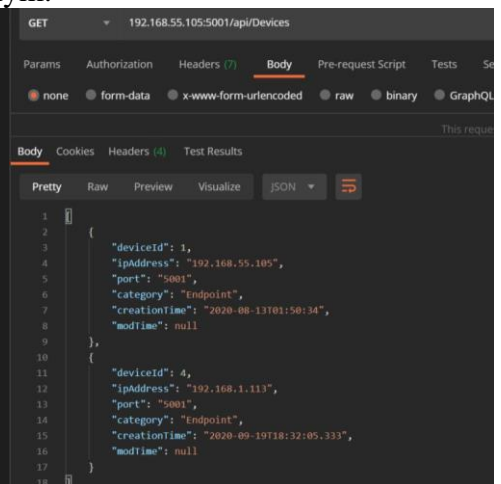 GET 192.168.55.105:5001/api/Devices
Params Authorization Headers (7) Body Pre-request Script Tests
none form-data x-www-form-urlencoded raw binary GraphQL
This reque
Body Cookies Headers (4) Test Results
Pretty Raw Preview Visualize JSON
1 [
2 {
3 "deviceId": 1,
4 "ipAddress": "192.168.55.105",
5 "port": "5001",
6 "category": "Endpoint",
7 "creationTime": "2020-08-13T01:50:34",
8 "modTime": null
9 },
10 {
11 "deviceId": 4,
12 "ipAddress": "192.168.1.113",
13 "port": "5001",
14 "category": "Endpoint",
15 "creationTime": "2020-09-19T18:32:05.333",
16 "modTime": null
17 }
18 ]